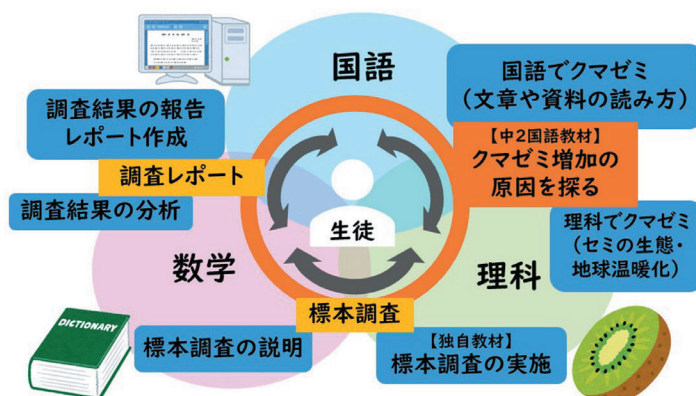 国語
国語でクマゼミ
（文章や資料の読み方）
調査結果の報告
レポート作成
【中2国語教材】
クマゼミ増加の
原因を探る
調査レポート
調査結果の分析
生徒
理科でクマゼミ
（セミの生態・
地球温暖化）
数学
理科
標本調査
DICTIONARY
標本調査の説明
【独自教材】
標本調査の実施